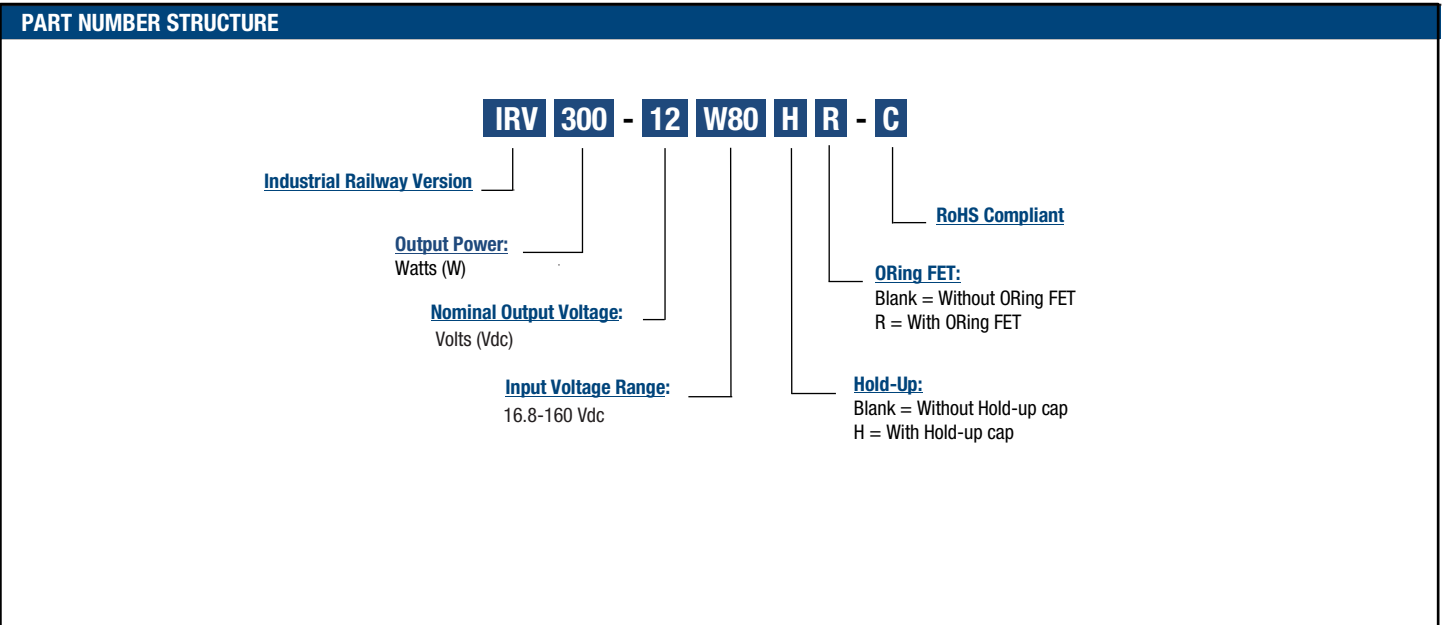 PART NUMBER STRUCTURE
IRV 300 - 12 W80 H R - C
Industrial Railway Version
RoHS Compliant
Output Power:
Watts (W)
ORing FET:
Blank = Without ORing FET
R = With ORing FET
Nominal Output Voltage:
Volts (Vdc)
Input Voltage Range:
16.8-160 Vdc
Hold-Up:
Blank = Without Hold-up cap
H = With Hold-up cap